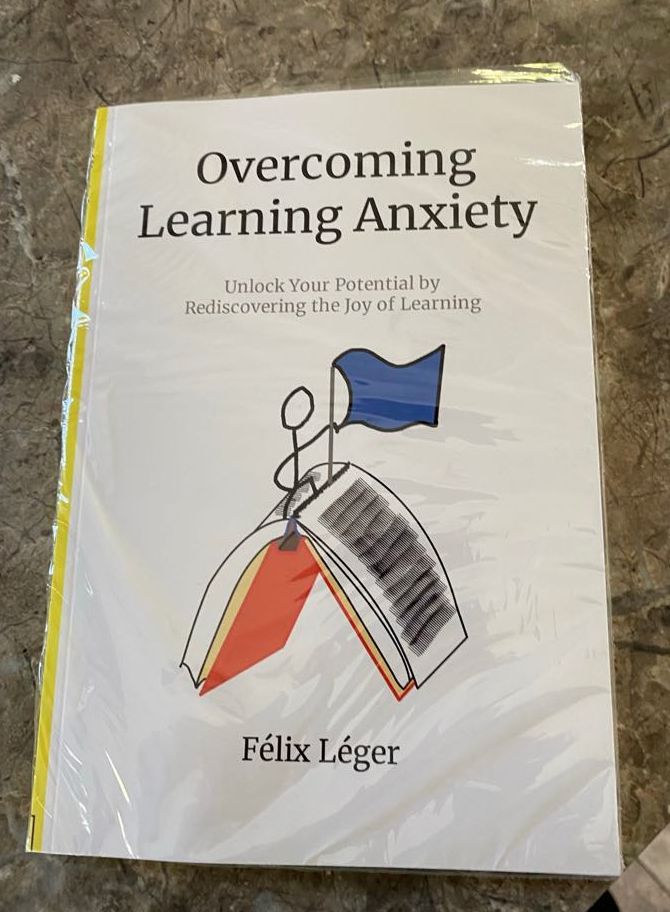 Overcoming
Learning Anxiety
Unlock Your Potential by
Rediscovering the Joy of Learning
Félix Léger